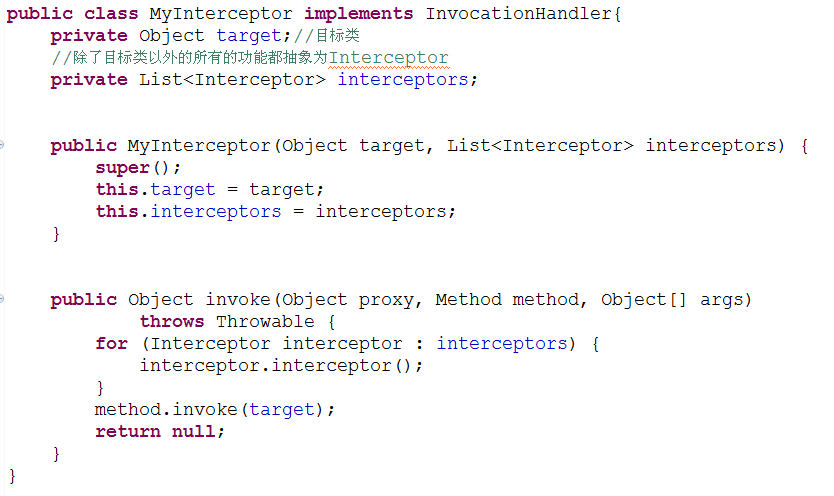 public class MyInterceptor implements InvocationHandler{
    private Object target;//目标类
    //除了目标类以外的所有的功能都抽象为Interceptor
    private List<Interceptor> interceptors;
    public MyInterceptor(Object target, List<Interceptor> interceptors) {
        super();
        this.target = target;
        this.interceptors = interceptors;
    }
    public Object invoke(Object proxy, Method method, Object[] args)
            throws Throwable {
        for (Interceptor interceptor : interceptors) {
            interceptor.interceptor();
        }
        method.invoke(target);
        return null;
    }
}